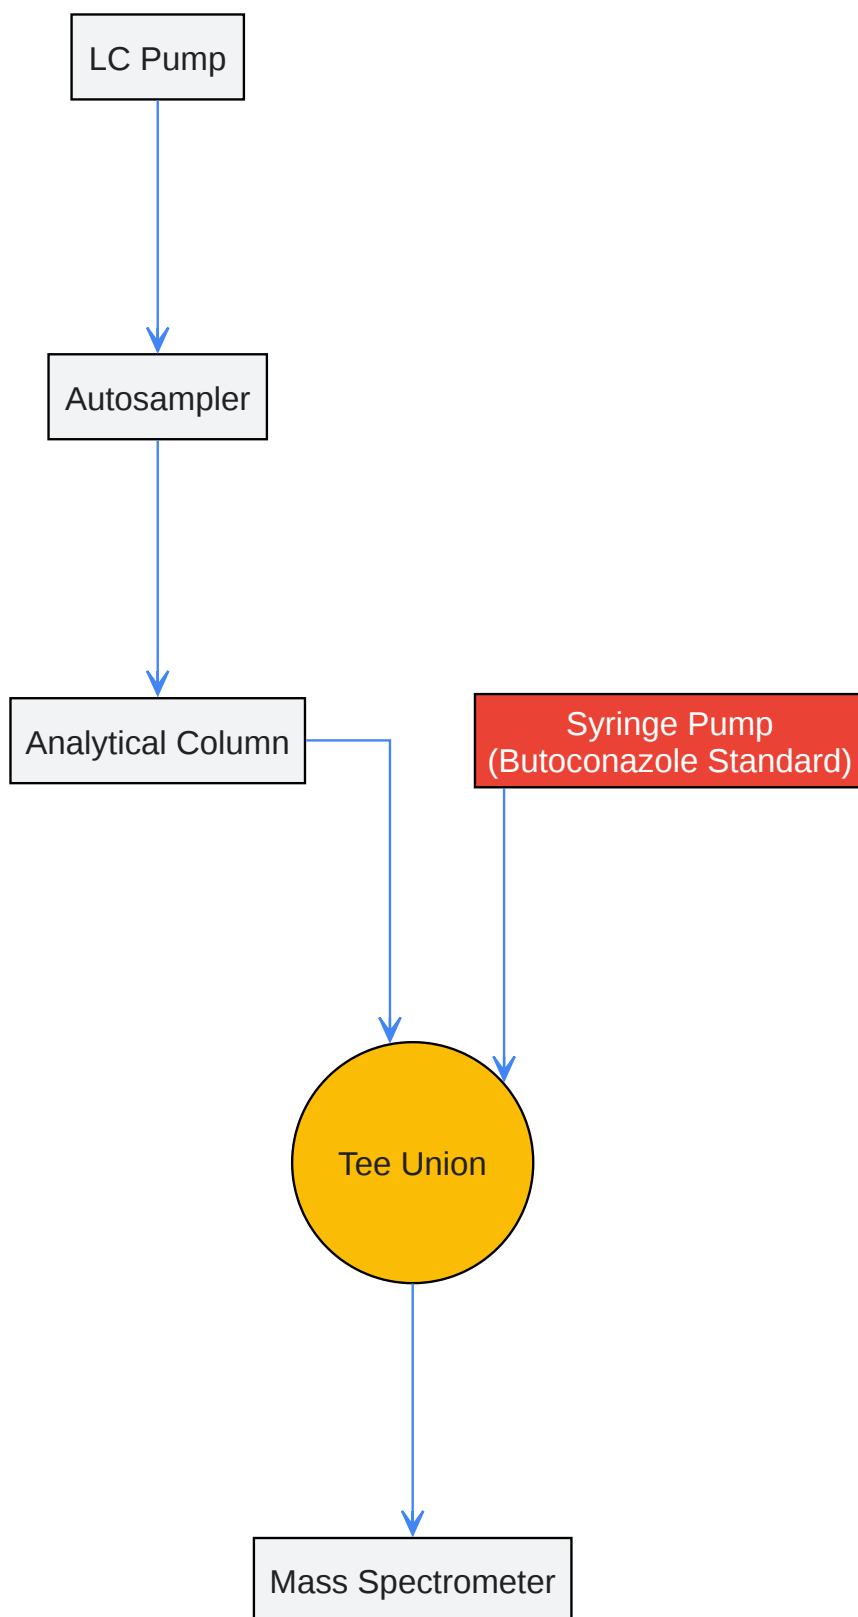 LC Pump
Autosampler
Analytical Column
Syringe Pump
(Butoconazole Standard)
Tee Union
Mass Spectrometer